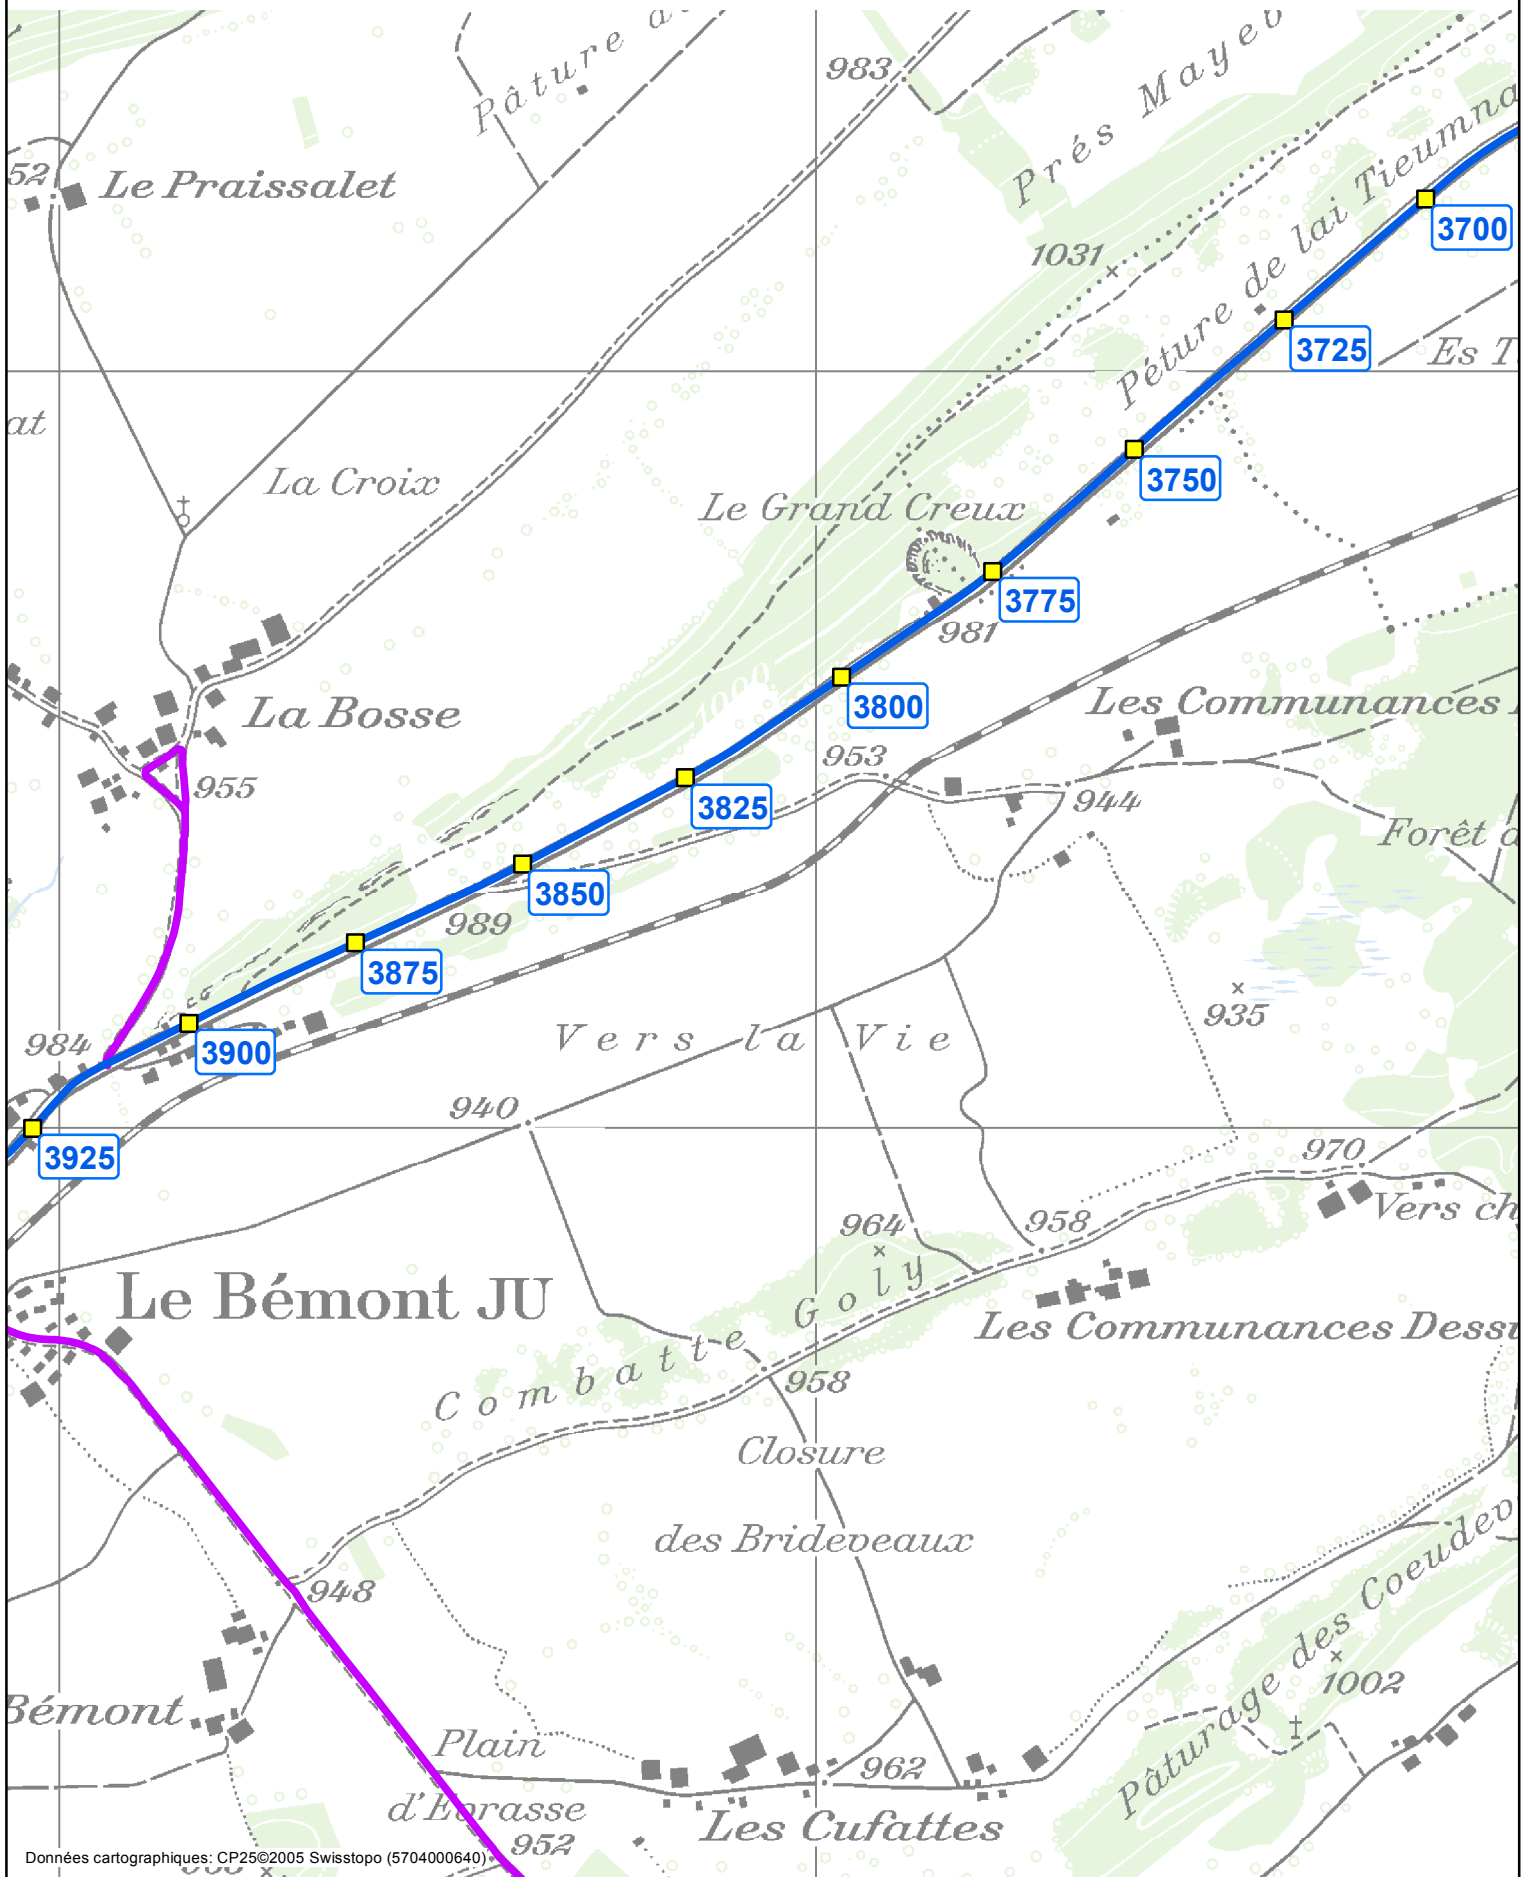 983
Pâture a
Prés Mayeb
52
Le Praissalet
Péture de lai Tieumna
3700
1031
3725
Es T
at
La Croix
3750
Le Grand Creux
3775
981
La Bosse
1000
3800
Les Communances
953
955
3825
944
Forêt d
3850
989
3875
935
984
3900
Vers la Vie
940
3925
970
Vers ch
964
958
Le Bémont JU
Combatte Goly
Les Communances Dessu
958
Closure
des Brideveaux
948
Pâturage des Coeudev
1002
Bémont
Plain
d'Eprasse
962
Les Cufattes
952
Données cartographiques: CP25©2005 Swisstopo (5704000640)